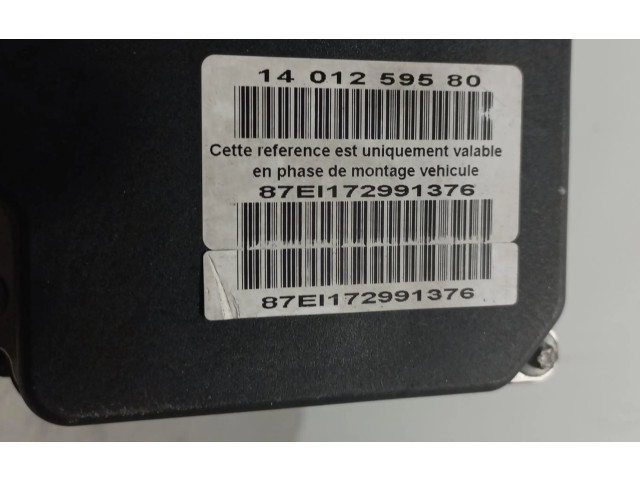 14 012 595 80
Cette reference est uniquement valable
en phase de montage vehicule
87EI172991376
87EI172991376